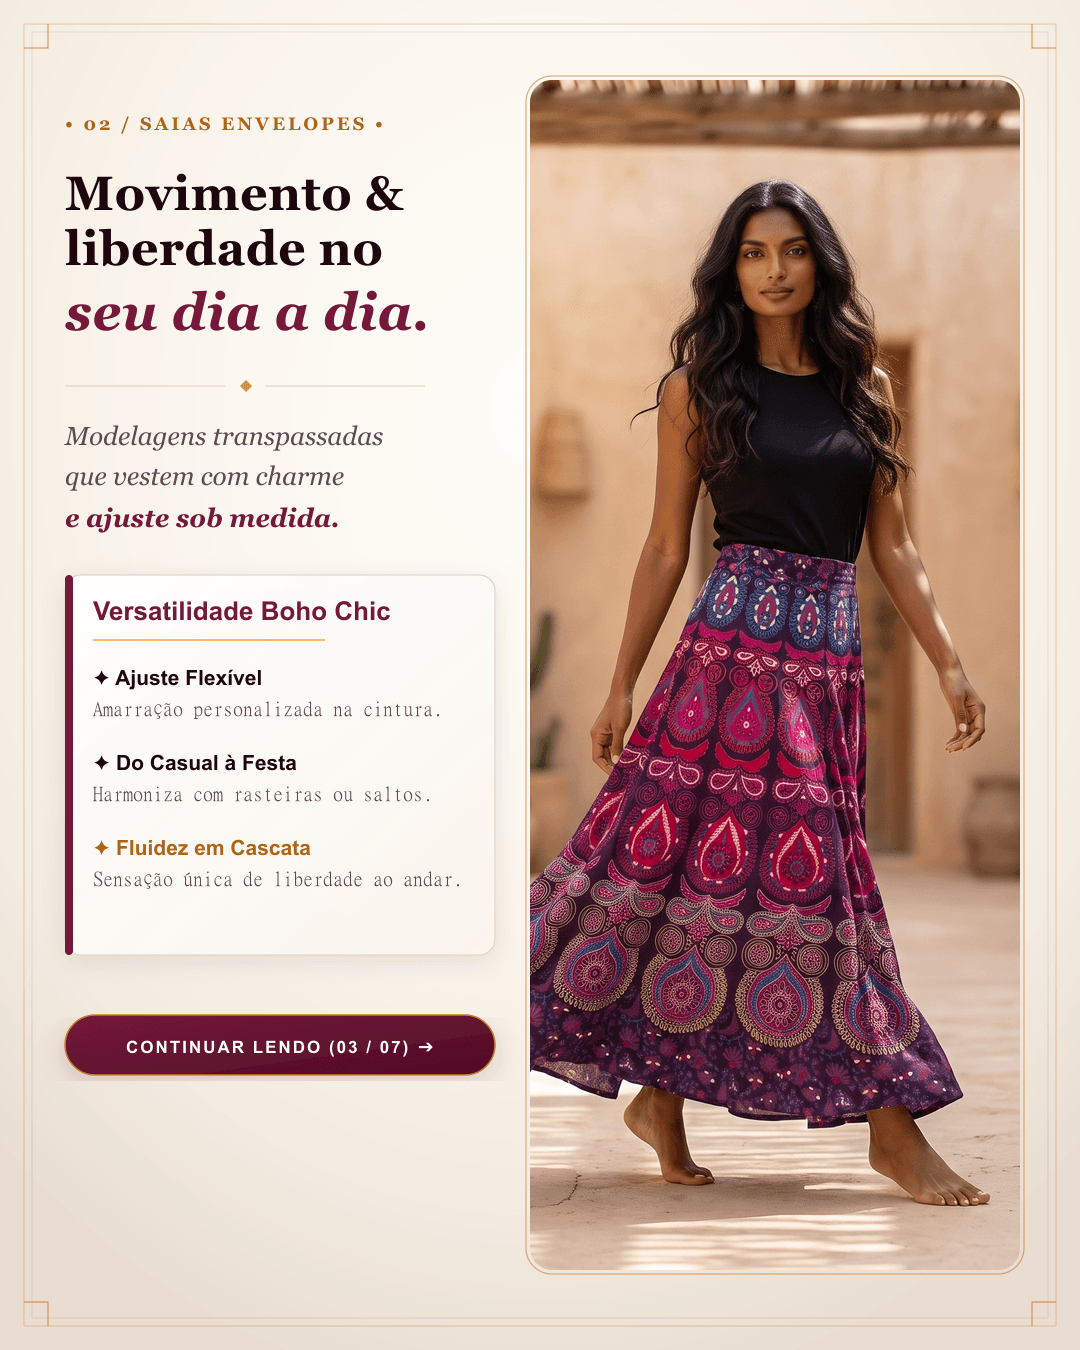 • 02 / SAIAS ENVELOPES •
Movimento &
liberdade no
seu dia a dia.
Modelagens transpassadas
que vestem com charme
e ajuste sob medida.
Versatilidade Boho Chic
✦ Ajuste Flexível
Amarração personalizada na cintura.
✦ Do Casual à Festa
Harmoniza com rasteiras ou saltos.
✦ Fluidez em Cascata
Sensação única de liberdade ao andar.
CONTINUAR LENDO (03 / 07) ➔